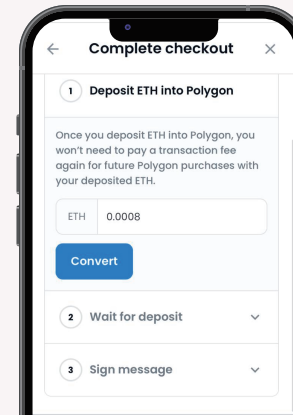 Complete checkout
1 Deposit ETH into Polygon
Once you deposit ETH into Polygon, you
won't need to pay a transaction fee
again for future Polygon purchases with
your deposited ETH.
ETH 0.0008
Convert
2 Wait for deposit
3 Sign message